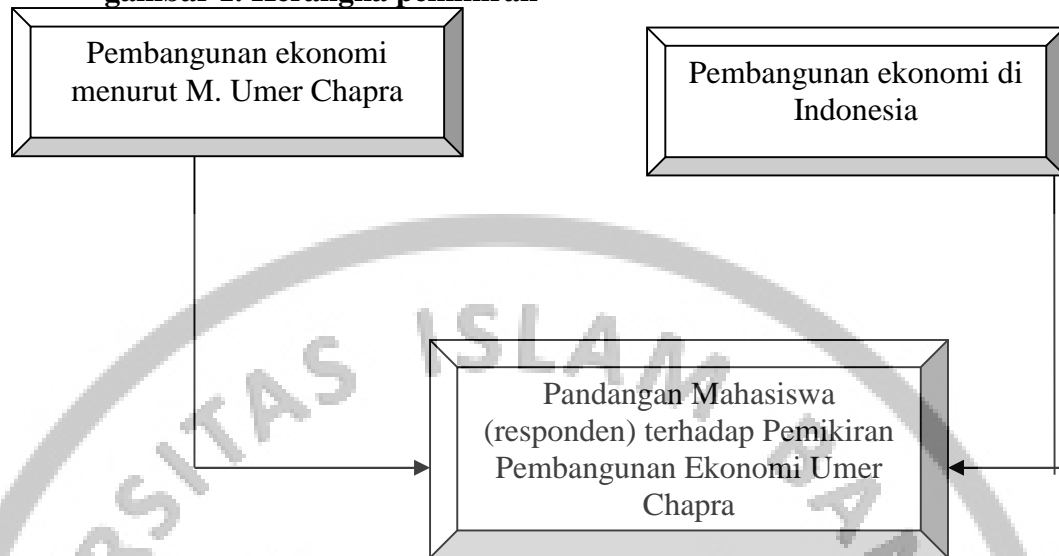 gambar 1. Kerangka pemikiran
Pembangunan ekonomi
menurut M. Umer Chapra
Pembangunan ekonomi di
Indonesia
Pandangan Mahasiswa
(responden) terhadap Pemikiran
Pembangunan Ekonomi Umer
Chapra
ISLAM